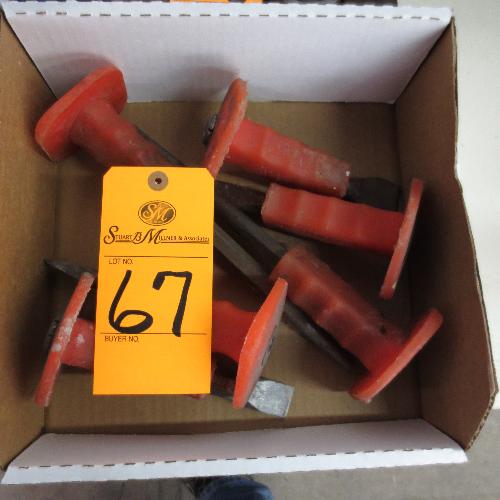 SM
STUART B. MILLNER & Associates
LOT NO.
67
BUYER NO.